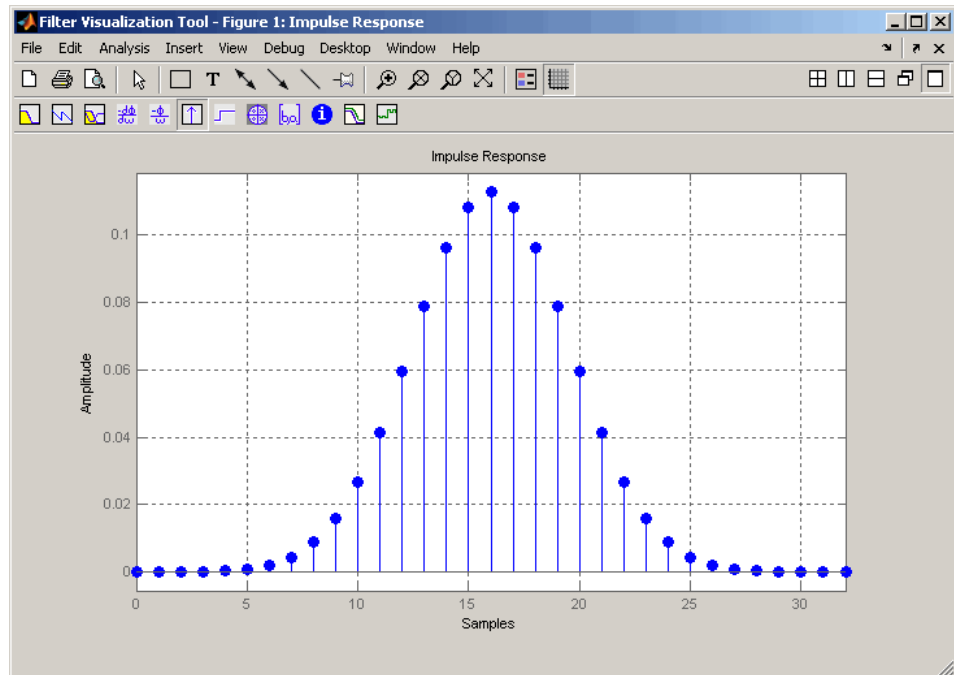 Filter Visualization Tool - Figure 1: Impulse Response
File Edit Analysis Insert View Debug Desktop Window Help
T
Impulse Response
0.1
0.08
0.06
0.04
0.02
0
Amplitude
0 5 10 15 20 25 30
Samples